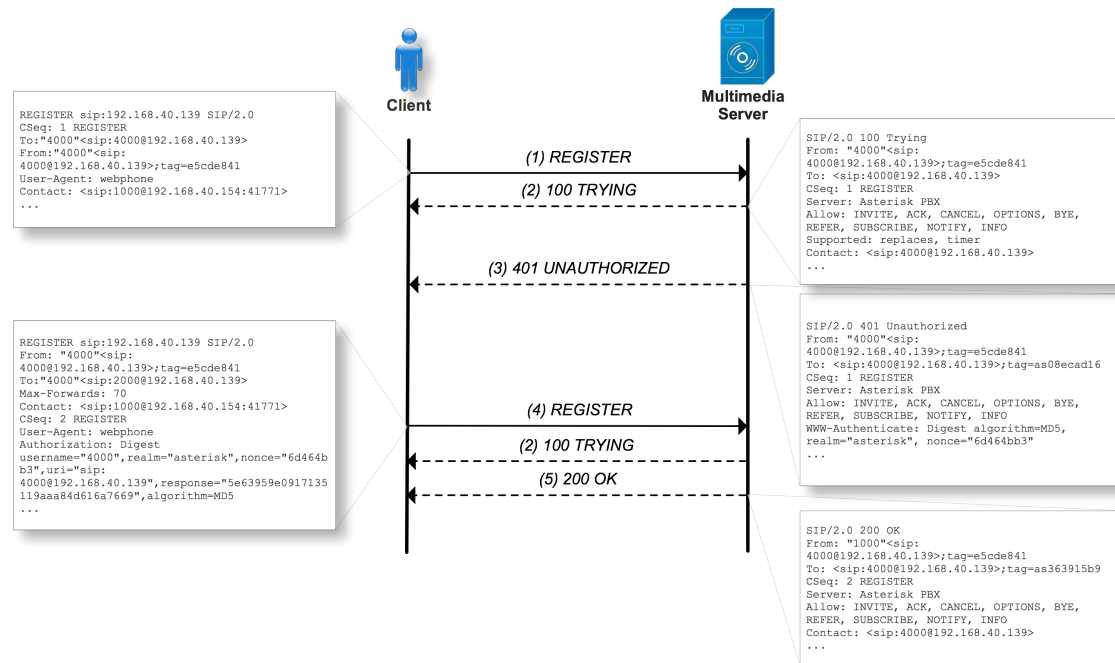 Client
Multimedia
Server
REGISTER sip:192.168.40.139 SIP/2.0
CSeq: 1 REGISTER
To:"4000"<sip:4000@192.168.40.139>
From:"4000"<sip:
4000@192.168.40.139>;tag=e5cde841
User-Agent: webphone
Contact: <sip:1000@192.168.40.154:41771>
...
(1) REGISTER
(2) 100 TRYING
SIP/2.0 100 Trying
From: "4000"<sip:
4000@192.168.40.139>;tag=e5cde841
To: <sip:4000@192.168.40.139>
CSeq: 1 REGISTER
Server: Asterisk PBX
Allow: INVITE, ACK, CANCEL, OPTIONS, BYE,
REFER, SUBSCRIBE, NOTIFY, INFO
Supported: replaces, timer
Contact: <sip:4000@192.168.40.139>
...
(3) 401 UNAUTHORIZED
SIP/2.0 401 Unauthorized
From: "4000"<sip:
4000@192.168.40.139>;tag=e5cde841
To: <sip:4000@192.168.40.139>;tag=as08ecad16
CSeq: 1 REGISTER
Server: Asterisk PBX
Allow: INVITE, ACK, CANCEL, OPTIONS, BYE,
REFER, SUBSCRIBE, NOTIFY, INFO
WWW-Authenticate: Digest algorithm=MD5,
realm="asterisk", nonce="6d464bb3"
...
REGISTER sip:192.168.40.139 SIP/2.0
From: "4000"<sip:
4000@192.168.40.139>;tag=e5cde841
To:"4000"<sip:2000@192.168.40.139>
Max-Forwards: 70
Contact: <sip:1000@192.168.40.154:41771>
CSeq: 2 REGISTER
User-Agent: webphone
Authorization: Digest
username="4000",realm="asterisk",nonce="6d464b
b3",uri="sip:
4000@192.168.40.139",response="5e63959e0917135
119aaa84d616a7669",algorithm=MD5
...
(4) REGISTER
(2) 100 TRYING
(5) 200 OK
SIP/2.0 200 OK
From: "1000"<sip:
4000@192.168.40.139>;tag=e5cde841
To: <sip:4000@192.168.40.139>;tag=as363915b9
CSeq: 2 REGISTER
Server: Asterisk PBX
Allow: INVITE, ACK, CANCEL, OPTIONS, BYE,
REFER, SUBSCRIBE, NOTIFY, INFO
Contact: <sip:4000@192.168.40.139>
...